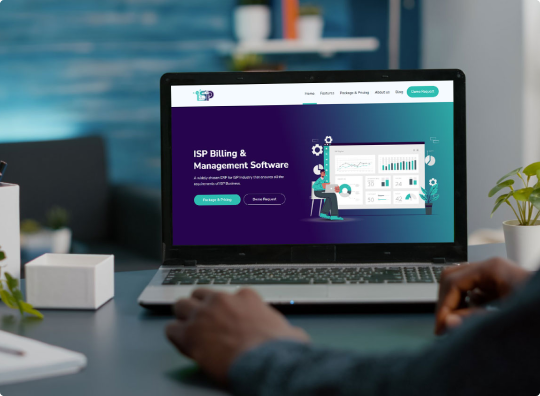 ISP
Home Features Package & Pricing About us Blog Demo Request
ISP Billing &
Management Software
A widely chosen ERP for ISP industry that ensures all the
requirements of ISP Business.
Package & Pricing Demo Request